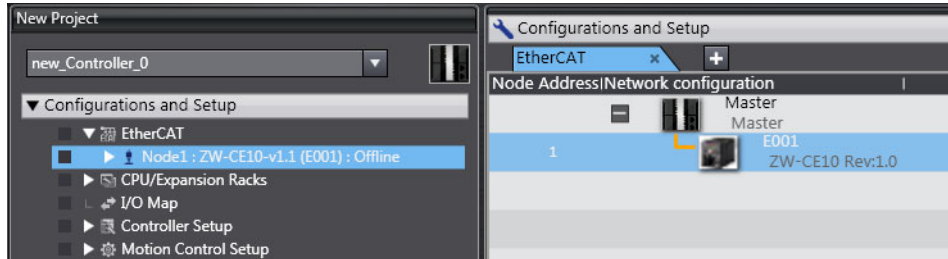 New Project
new_Controller_0
Configurations and Setup
EtherCAT
Node1 : ZW-CE10-v1.1 (E001) : Offline
CPU/Expansion Racks
I/O Map
Controller Setup
Motion Control Setup
Configurations and Setup
EtherCAT
Node Address|Network configuration
Master
Master
1
E001
ZW-CE10 Rev:1.0